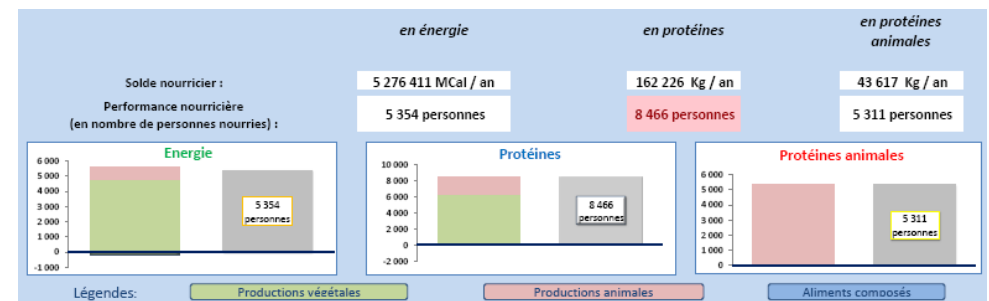 en énergie
en protéines
en protéines
animales
Solde nourricier :
5 276 411 MCal / an
162 226 Kg / an
43 617 Kg / an
Performance nourricière
(en nombre de personnes nourries) :
5 354 personnes
8 466 personnes
5 311 personnes
Energie
6 000
5 000
4 000
3 000
2 000
1 000
0
-1 000
5 354
personnes
Protéines
10 000
8 000
6 000
4 000
2 000
0
-2 000
8 466
personnes
Protéines animales
6 000
5 000
4 000
3 000
2 000
1 000
0
5 311
personnes
Légendes:
Productions végétales
Productions animales
Aliments composés